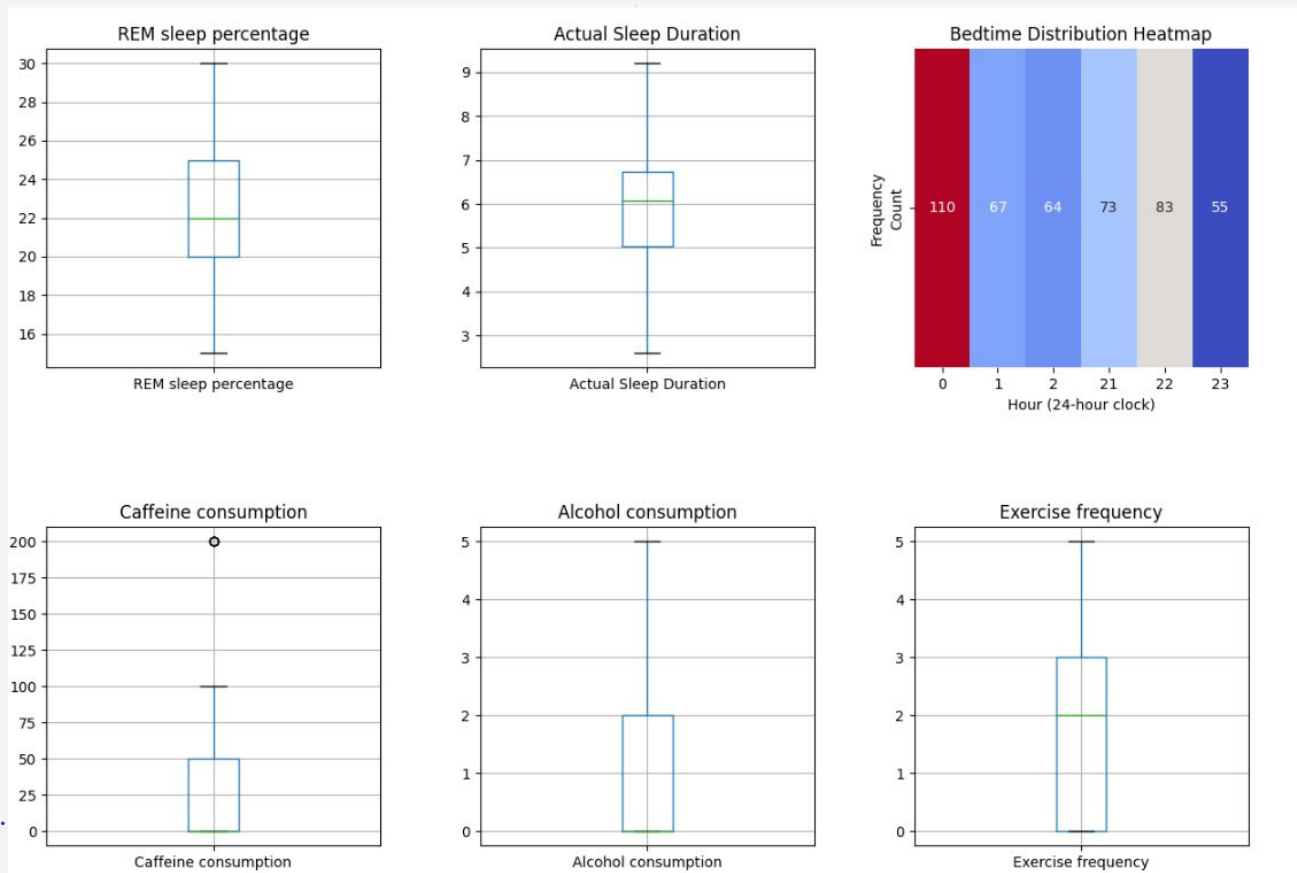 REM sleep percentage
30
28
26
24
22
20
18
16
REM sleep percentage
Actual Sleep Duration
9
8
7
6
5
4
3
Actual Sleep Duration
Bedtime Distribution Heatmap
Frequency
Count
110 67 64 73 83 55
0 1 2 21 22 23
Hour (24-hour clock)
Caffeine consumption
200
175
150
125
100
75
50
25
0
Caffeine consumption
Alcohol consumption
5
4
3
2
1
0
Alcohol consumption
Exercise frequency
5
4
3
2
1
0
Exercise frequency